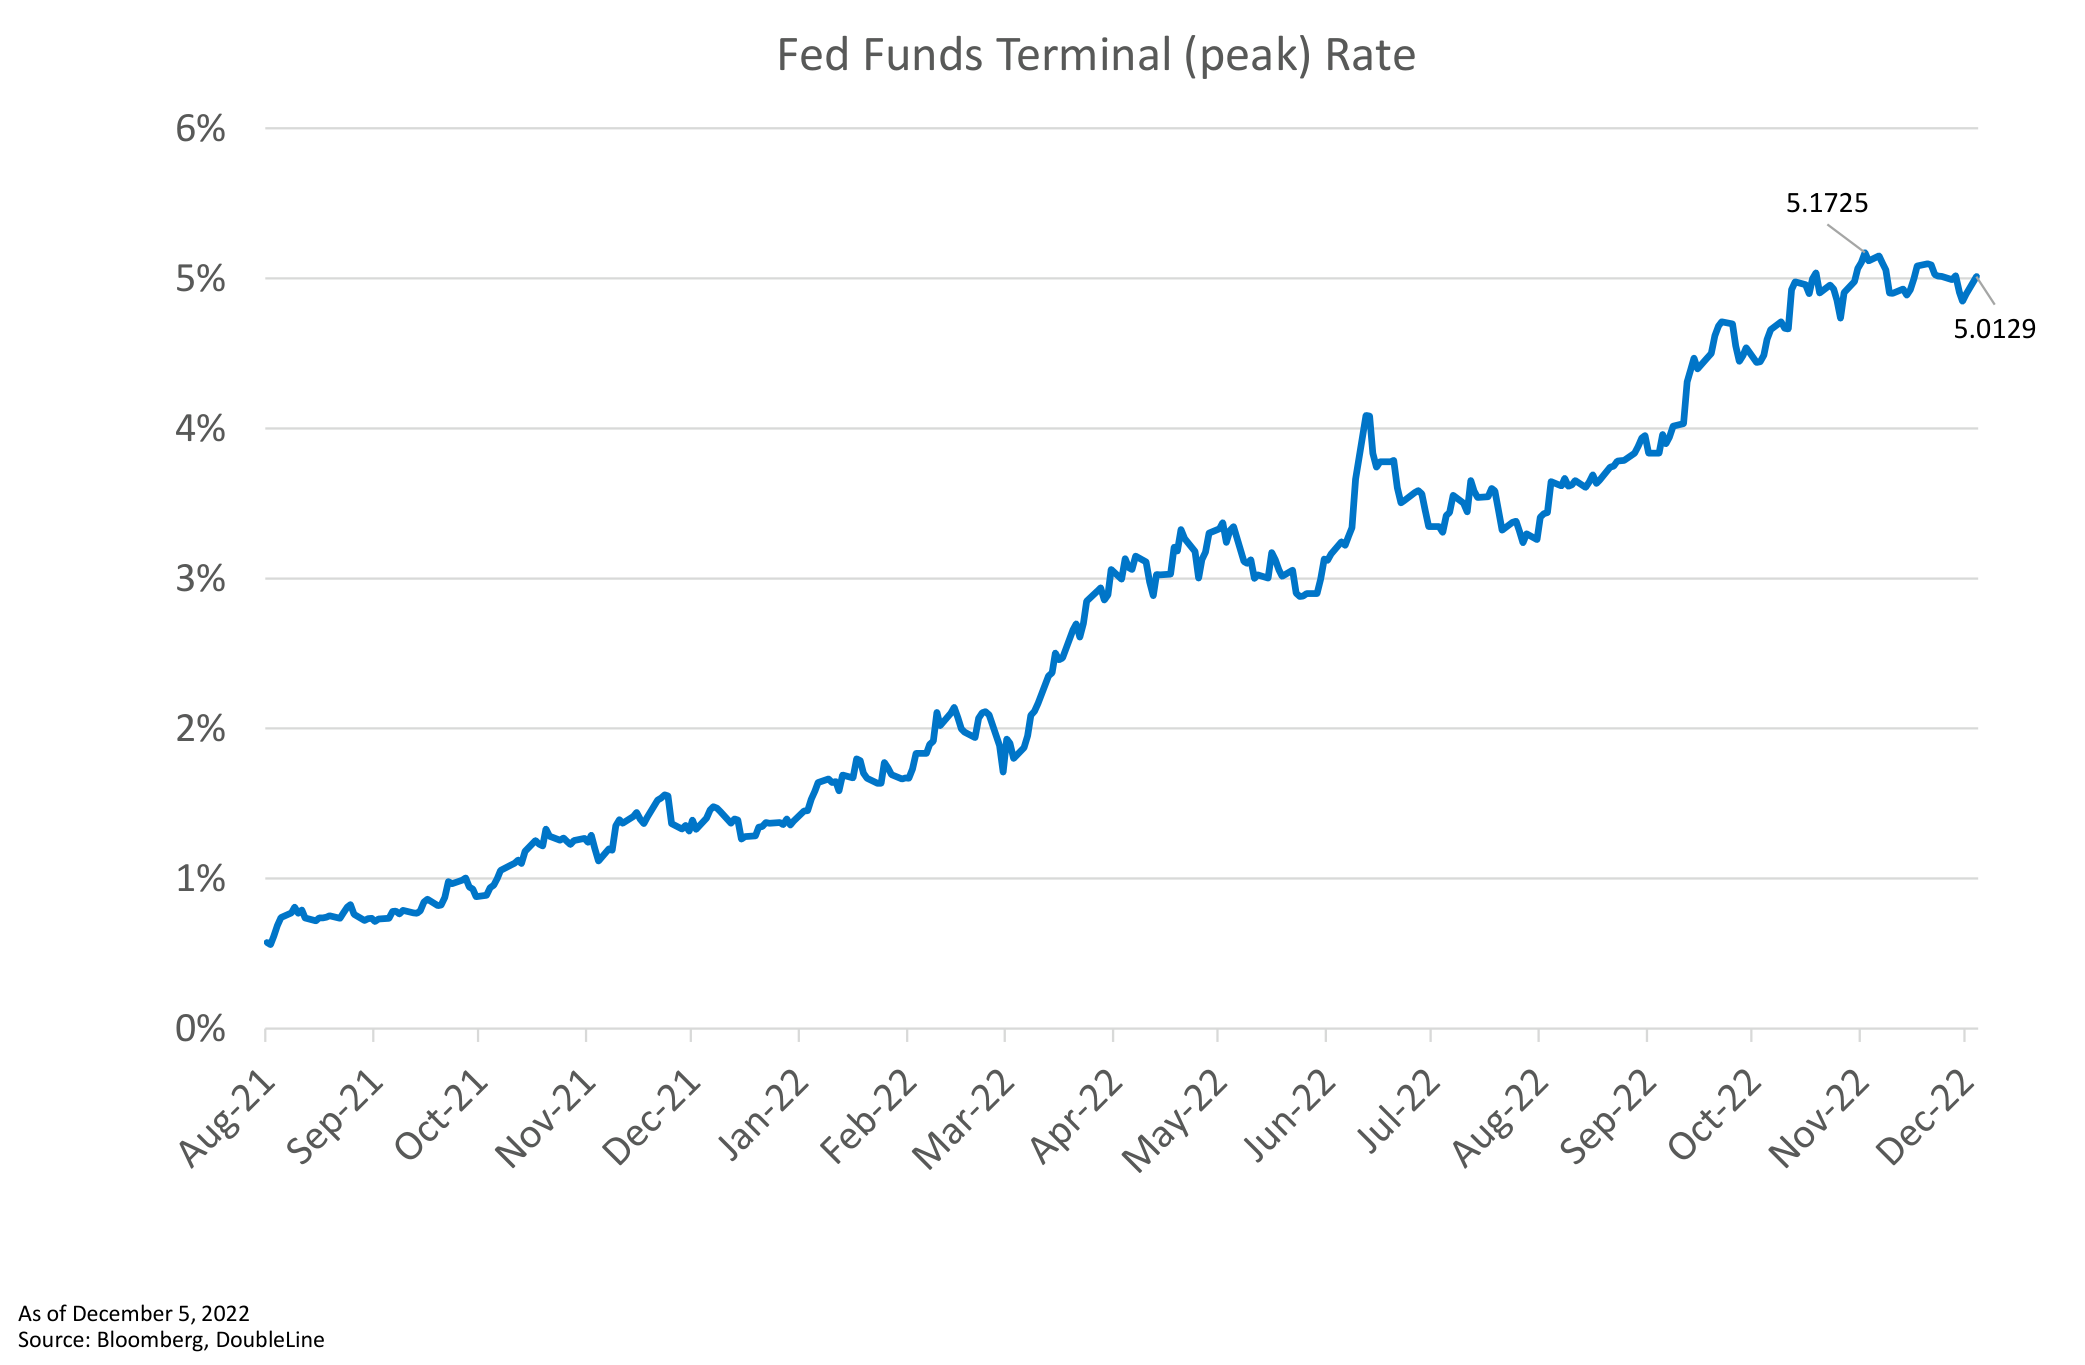 Fed Funds Terminal (peak) Rate
6%
5.1725
5%
5.0129
4%
3%
2%
1%
0%
Aug-21
Sep-21
Oct-21
Nov-21
Dec-21
Jan-22
Feb-22
Mar-22
Apr-22
May-22
Jun-22
Jul-22
Aug-22
Sep-22
Oct-22
Nov-22
Dec-22
As of December 5, 2022
Source: Bloomberg, DoubleLine